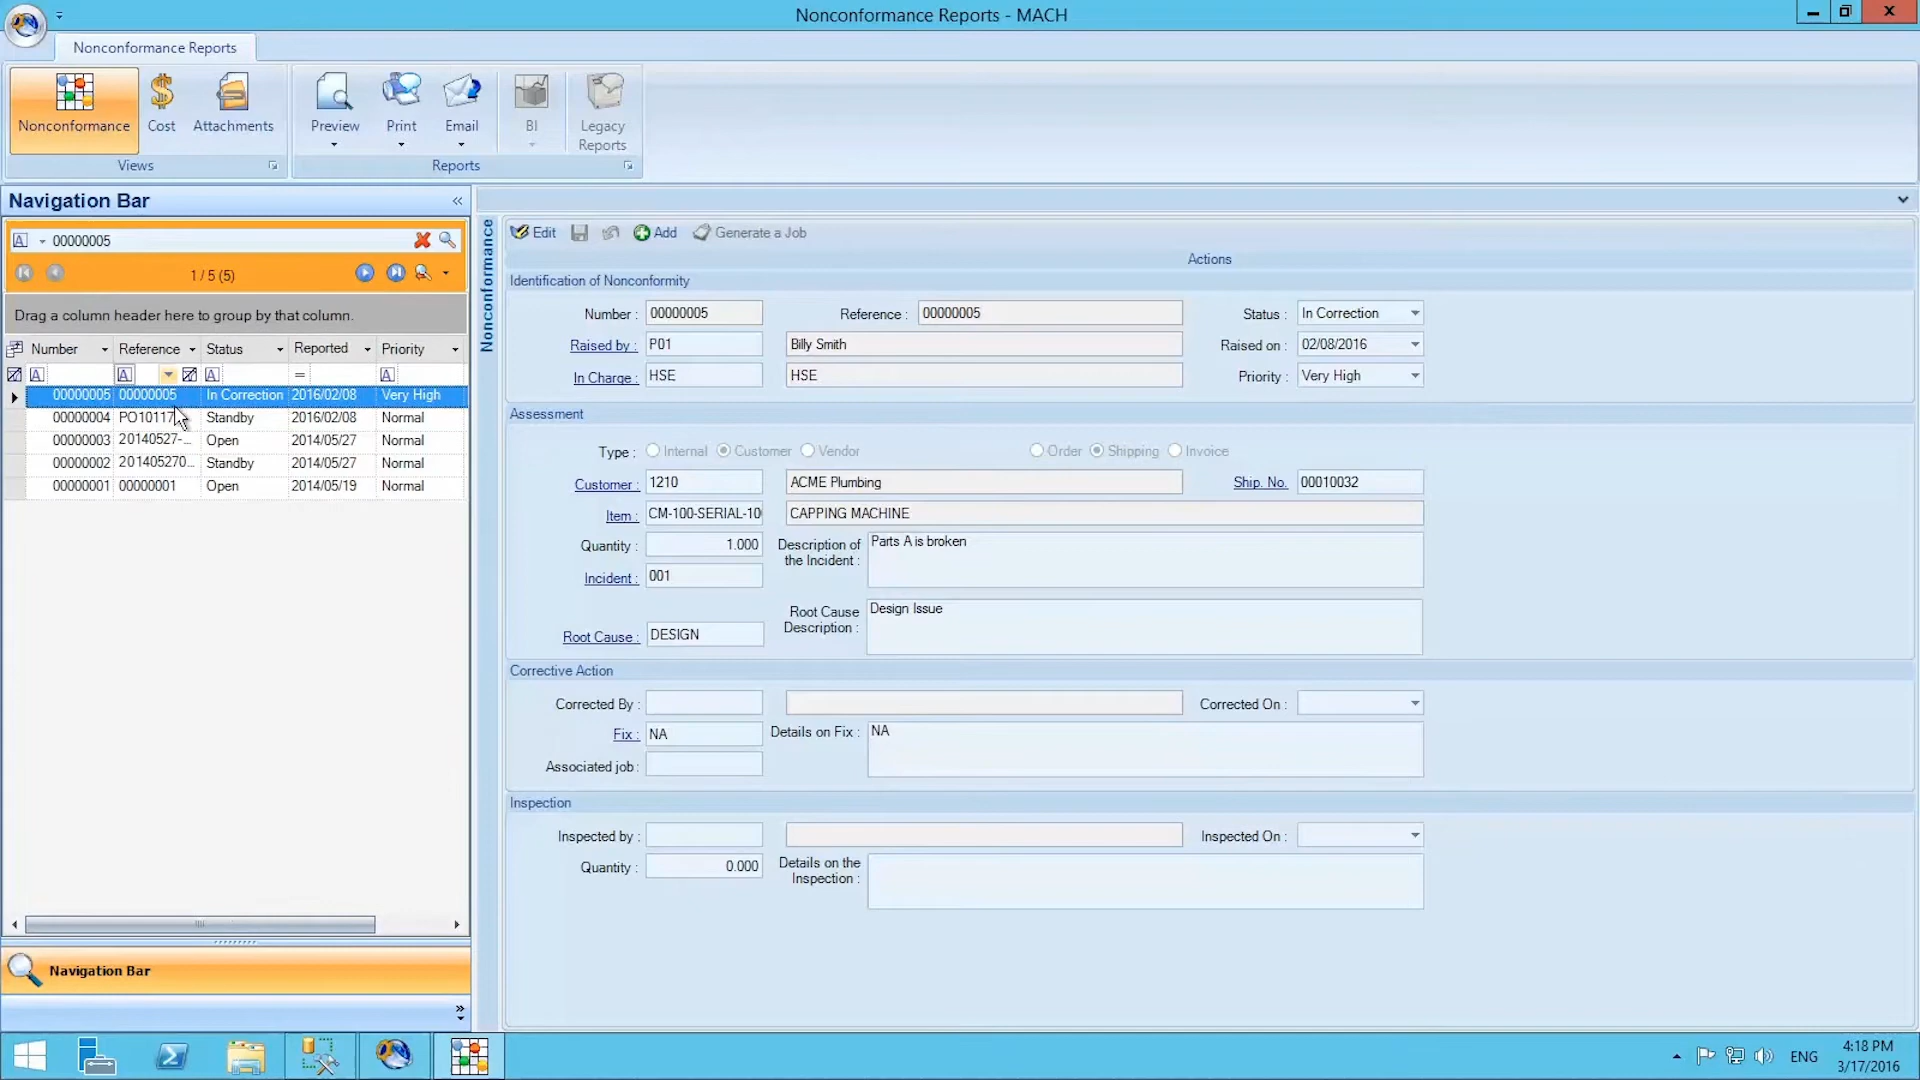 Nonconformance Reports - MACH
Nonconformance Reports
Nonconformance
Cost
Attachments
Preview
Print
Email
BI
Legacy
Reports
Views
Reports
Navigation Bar
A 00000005
1 / 5 (5)
Drag a column header here to group by that column.
Number Reference Status Reported Priority
A A A = A
00000005 00000005 In Correction 2016/02/08 Very High
00000004 PO10117 Standby 2016/02/08 Normal
00000003 20140527-... Open 2014/05/27 Normal
00000002 201405270... Standby 2014/05/27 Normal
00000001 00000001 Open 2014/05/19 Normal
Navigation Bar
Nonconformance
Edit Add Generate a Job
Actions
Identification of Nonconformity
Number : 00000005 Reference : 00000005 Status : In Correction
Raised by : P01 Billy Smith Raised on : 02/08/2016
In Charge : HSE HSE Priority : Very High
Assessment
Type : Internal Customer Vendor Order Shipping Invoice
Customer : 1210 ACME Plumbing Ship. No. 00010032
Item : CM-100-SERIAL-10 CAPPING MACHINE
Quantity : 1.000 Description of the Incident : Parts A is broken
Incident : 001
Root Cause : DESIGN Root Cause Description : Design Issue
Corrective Action
Corrected By : Corrected On :
Fix : NA Details on Fix : NA
Associated job :
Inspection
Inspected by : Inspected On :
Quantity : 0.000 Details on the Inspection :
ENG
4:18 PM
3/17/2016